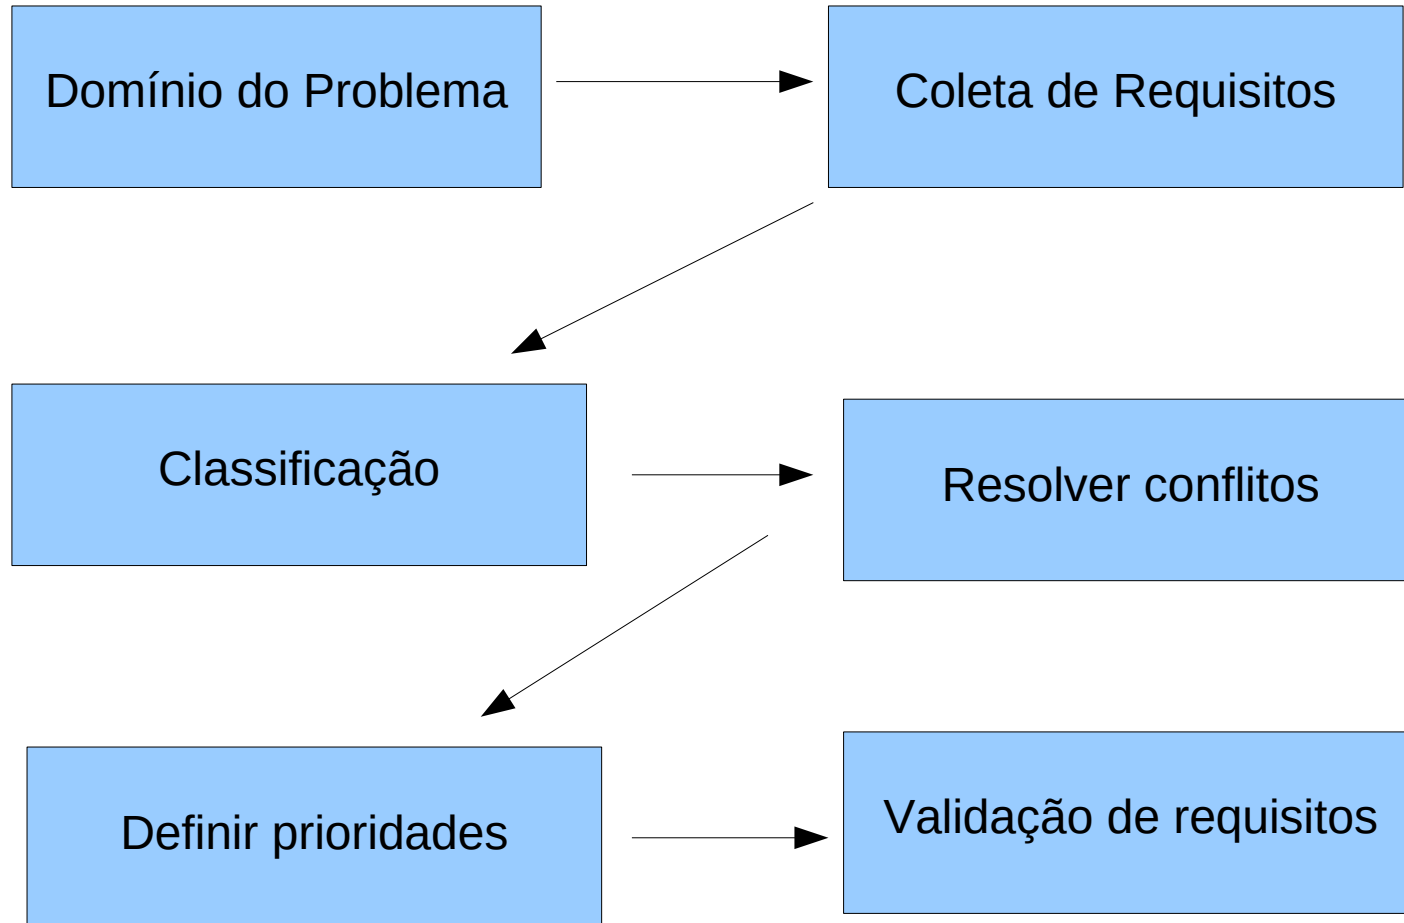 Domínio do Problema
Coleta de Requisitos
Classificação
Resolver conflitos
Definir prioridades
Validação de requisitos